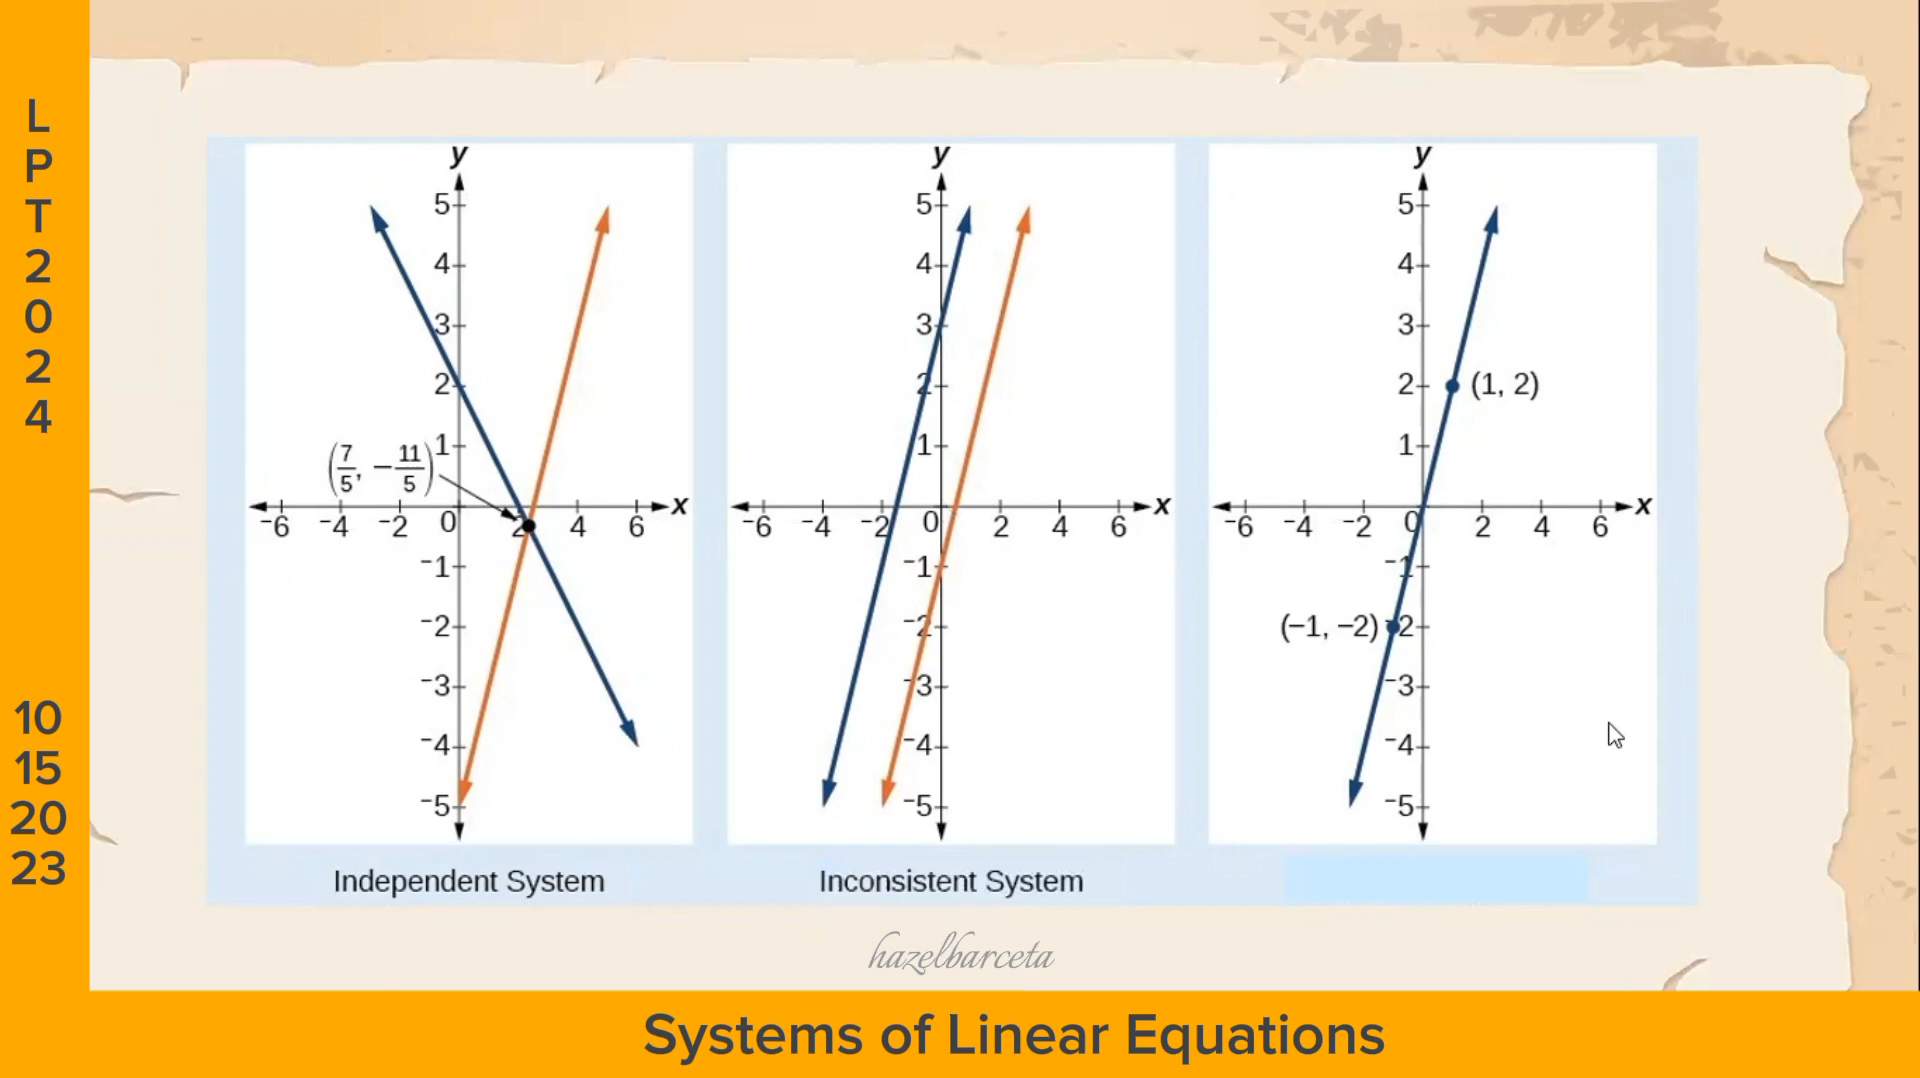 L
P
T
2
0
2
4
10
15
20
23
y
5
4
3
2
1
(7/5, −11/5)
-6 -4 -2 0 2 4 6 x
-1
-2
-3
-4
-5
Independent System
y
5
4
3
2
1
-6 -4 -2 0 2 4 6 x
-1
-2
-3
-4
-5
Inconsistent System
y
5
4
3
2 (1, 2)
1
-6 -4 -2 0 2 4 6 x
-1
(−1, −2) -2
-3
-4
-5
hazelbarceta
Systems of Linear Equations